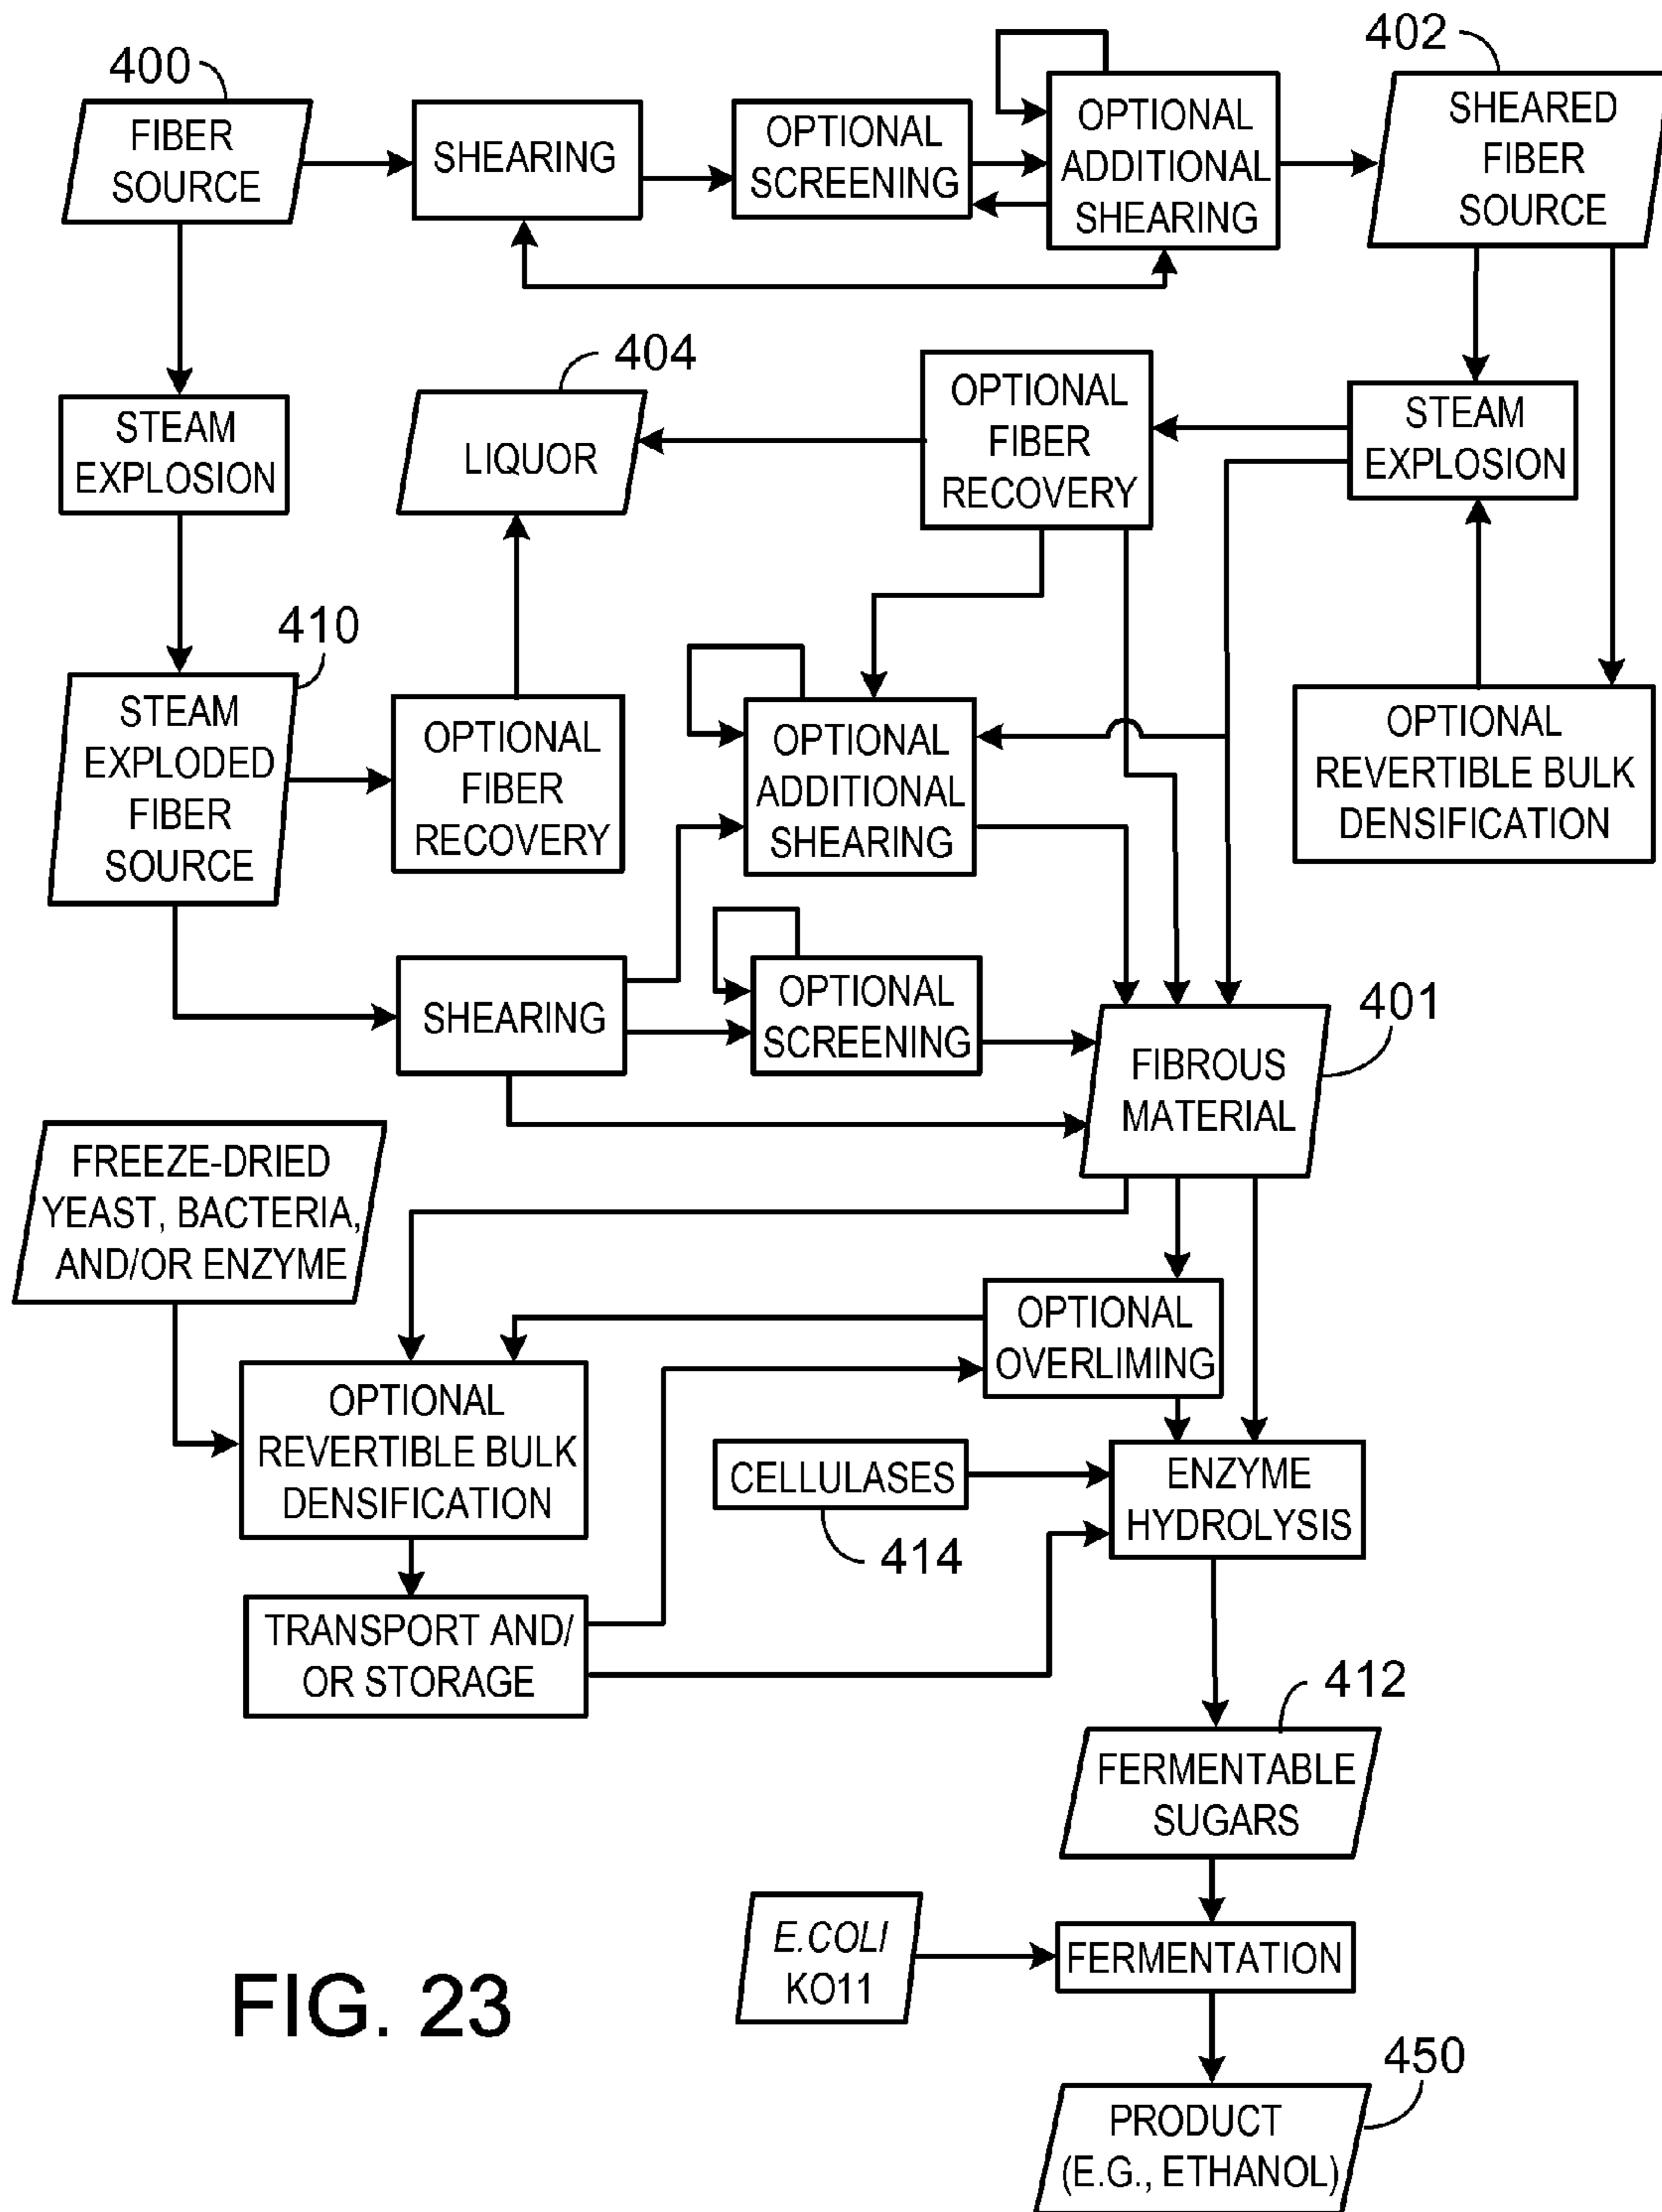 400
402
FIBER
SOURCE
SHEARING
OPTIONAL
SCREENING
OPTIONAL
ADDITIONAL
SHEARING
SHEARED
FIBER
SOURCE
404
STEAM
EXPLOSION
LIQUOR
OPTIONAL
FIBER
RECOVERY
STEAM
EXPLOSION
410
STEAM
EXPLODED
FIBER
SOURCE
OPTIONAL
FIBER
RECOVERY
OPTIONAL
ADDITIONAL
SHEARING
OPTIONAL
REVERTIBLE BULK
DENSIFICATION
SHEARING
OPTIONAL
SCREENING
401
FIBROUS
MATERIAL
FREEZE-DRIED
YEAST, BACTERIA,
AND/OR ENZYME
OPTIONAL
OVERLIMING
OPTIONAL
REVERTIBLE BULK
DENSIFICATION
CELLULASES
414
ENZYME
HYDROLYSIS
TRANSPORT AND/
OR STORAGE
412
FERMENTABLE
SUGARS
E.COLI
KO11
FERMENTATION
FIG. 23
450
PRODUCT
(E.G., ETHANOL)